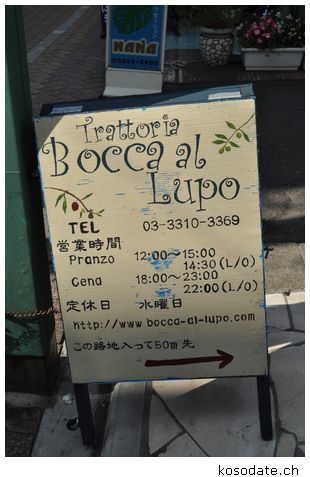 HANA
Trattoria
Bocca al
Lupo
TEL 03-3310-3369
営業時間
Pranzo 12:00～15:00
14:30 (L/O)
Cena 18:00～23:00
22:00 (L/O)
定休日 水曜日
http://www bocca-al-lupo.com
この路地入って50m 先
kosodate.ch